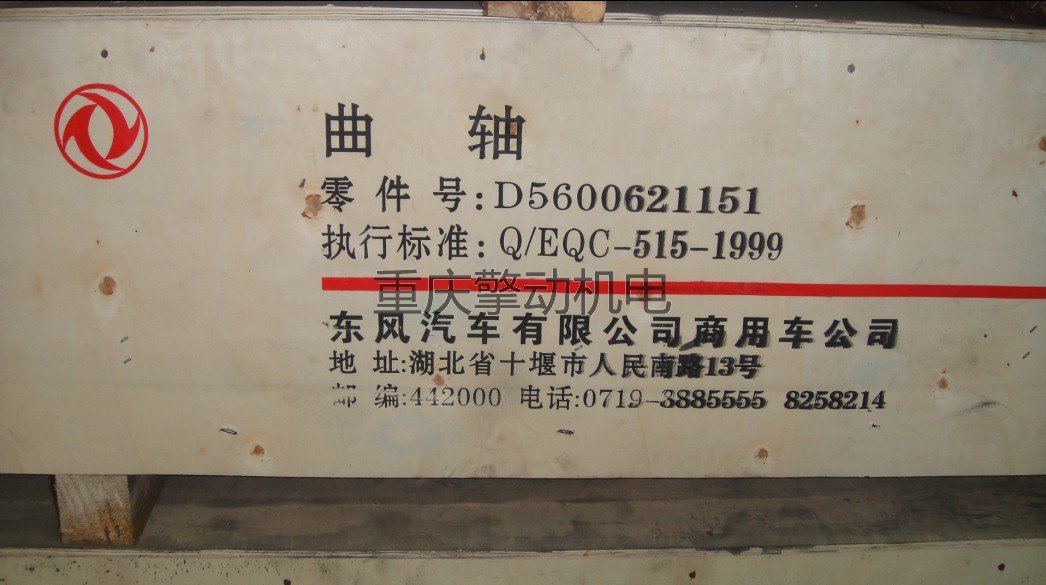 曲 轴
零件号:D5600621151
执行标准:Q/EQC-515-1999
重庆擎动机电
东风汽车有限公司商用车公司
地 址:湖北省十堰市人民南路13号
邮 编:442000 电话:0719-3885555 8258214